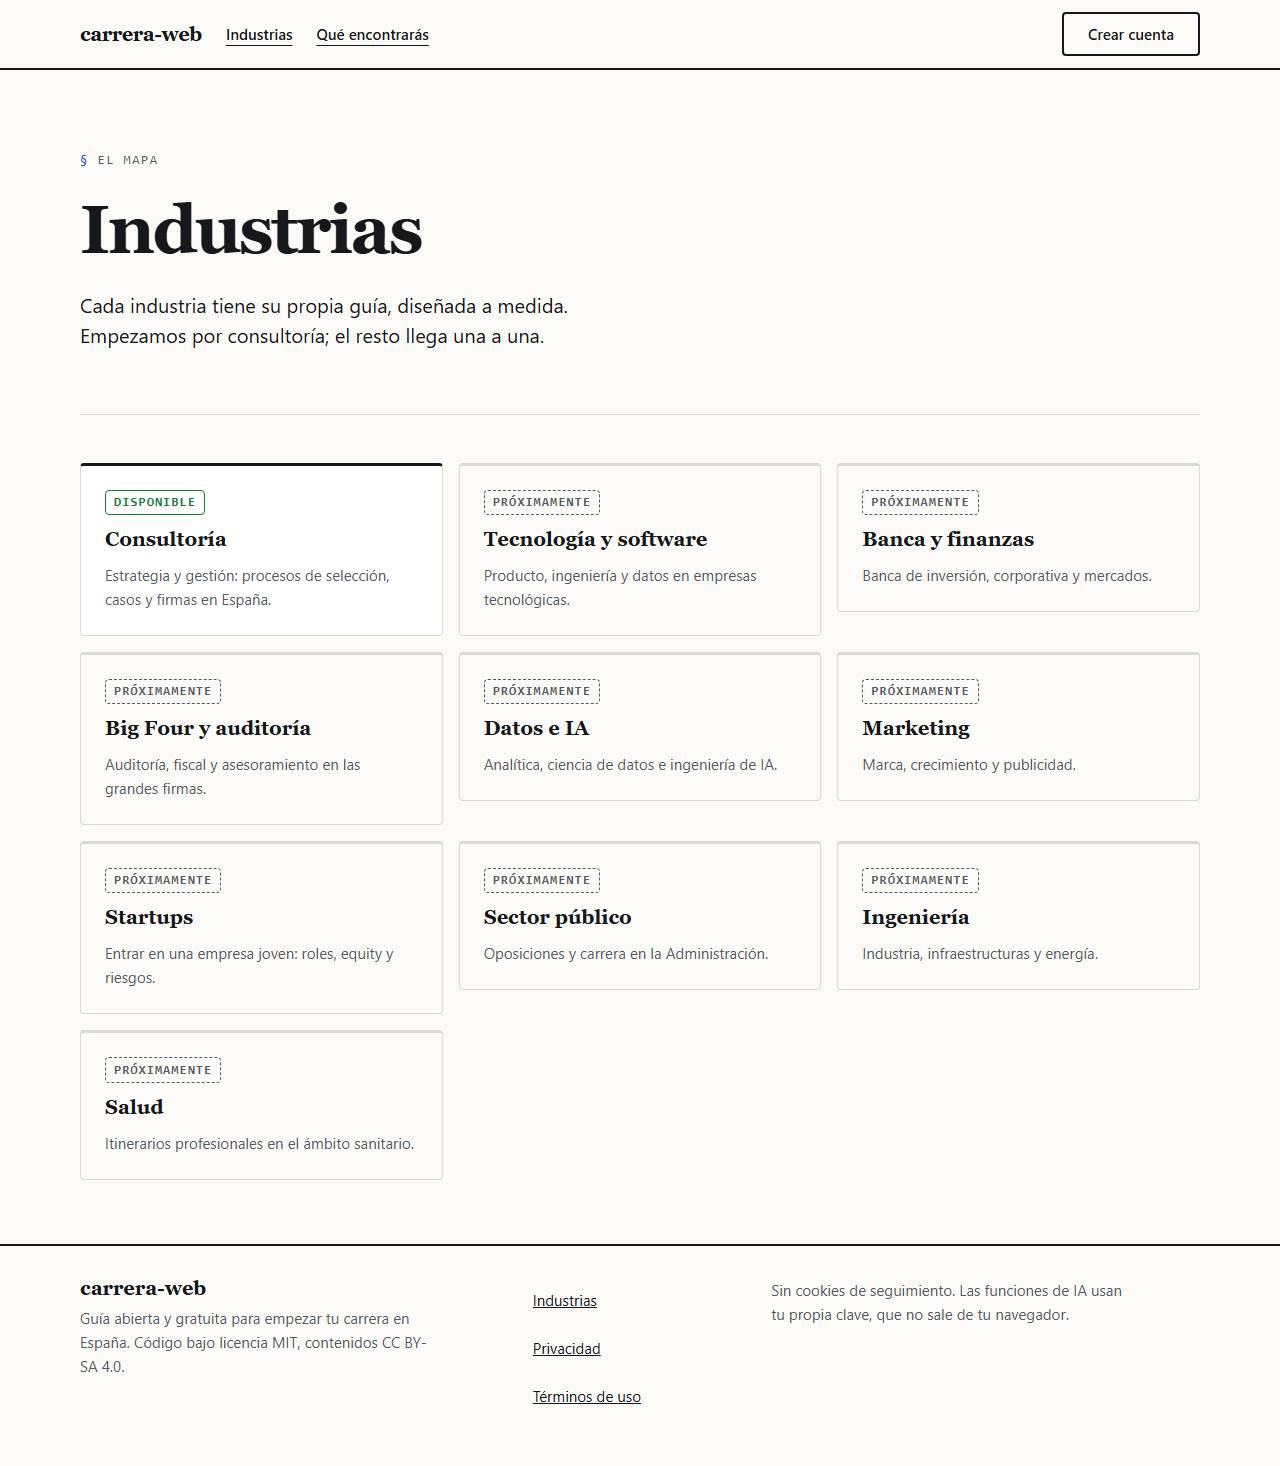 carrera-web
Industrias
Qué encontrarás
Crear cuenta
§ EL MAPA
Industrias
Cada industria tiene su propia guía, diseñada a medida.
Empezamos por consultoría; el resto llega una a una.
DISPONIBLE
Consultoría
Estrategia y gestión: procesos de selección,
casos y firmas en España.
PRÓXIMAMENTE
Tecnología y software
Producto, ingeniería y datos en empresas
tecnológicas.
PRÓXIMAMENTE
Banca y finanzas
Banca de inversión, corporativa y mercados.
PRÓXIMAMENTE
Big Four y auditoría
Auditoría, fiscal y asesoramiento en las
grandes firmas.
PRÓXIMAMENTE
Datos e IA
Analítica, ciencia de datos e ingeniería de IA.
PRÓXIMAMENTE
Marketing
Marca, crecimiento y publicidad.
PRÓXIMAMENTE
Startups
Entrar en una empresa joven: roles, equity y
riesgos.
PRÓXIMAMENTE
Sector público
Oposiciones y carrera en la Administración.
PRÓXIMAMENTE
Ingeniería
Industria, infraestructuras y energía.
PRÓXIMAMENTE
Salud
Itinerarios profesionales en el ámbito sanitario.
carrera-web
Guía abierta y gratuita para empezar tu carrera en
España. Código bajo licencia MIT, contenidos CC BY-
SA 4.0.
Industrias
Privacidad
Términos de uso
Sin cookies de seguimiento. Las funciones de IA usan
tu propia clave, que no sale de tu navegador.